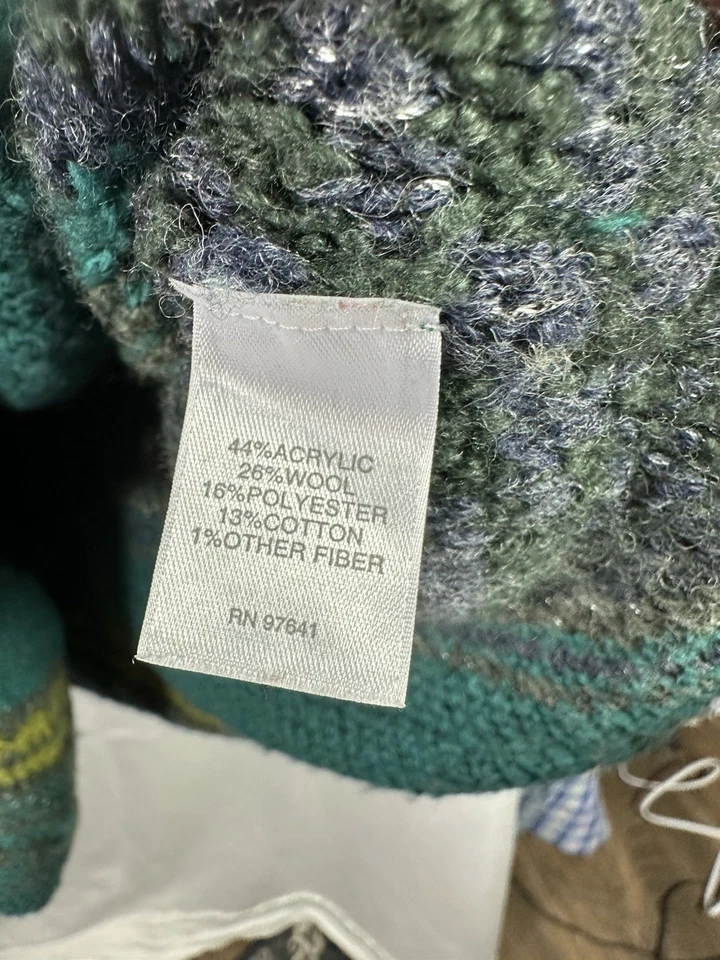 44%ACRYLIC
26%WOOL
16%POLYESTER
13%COTTON
1%OTHER FIBER
RN 97641